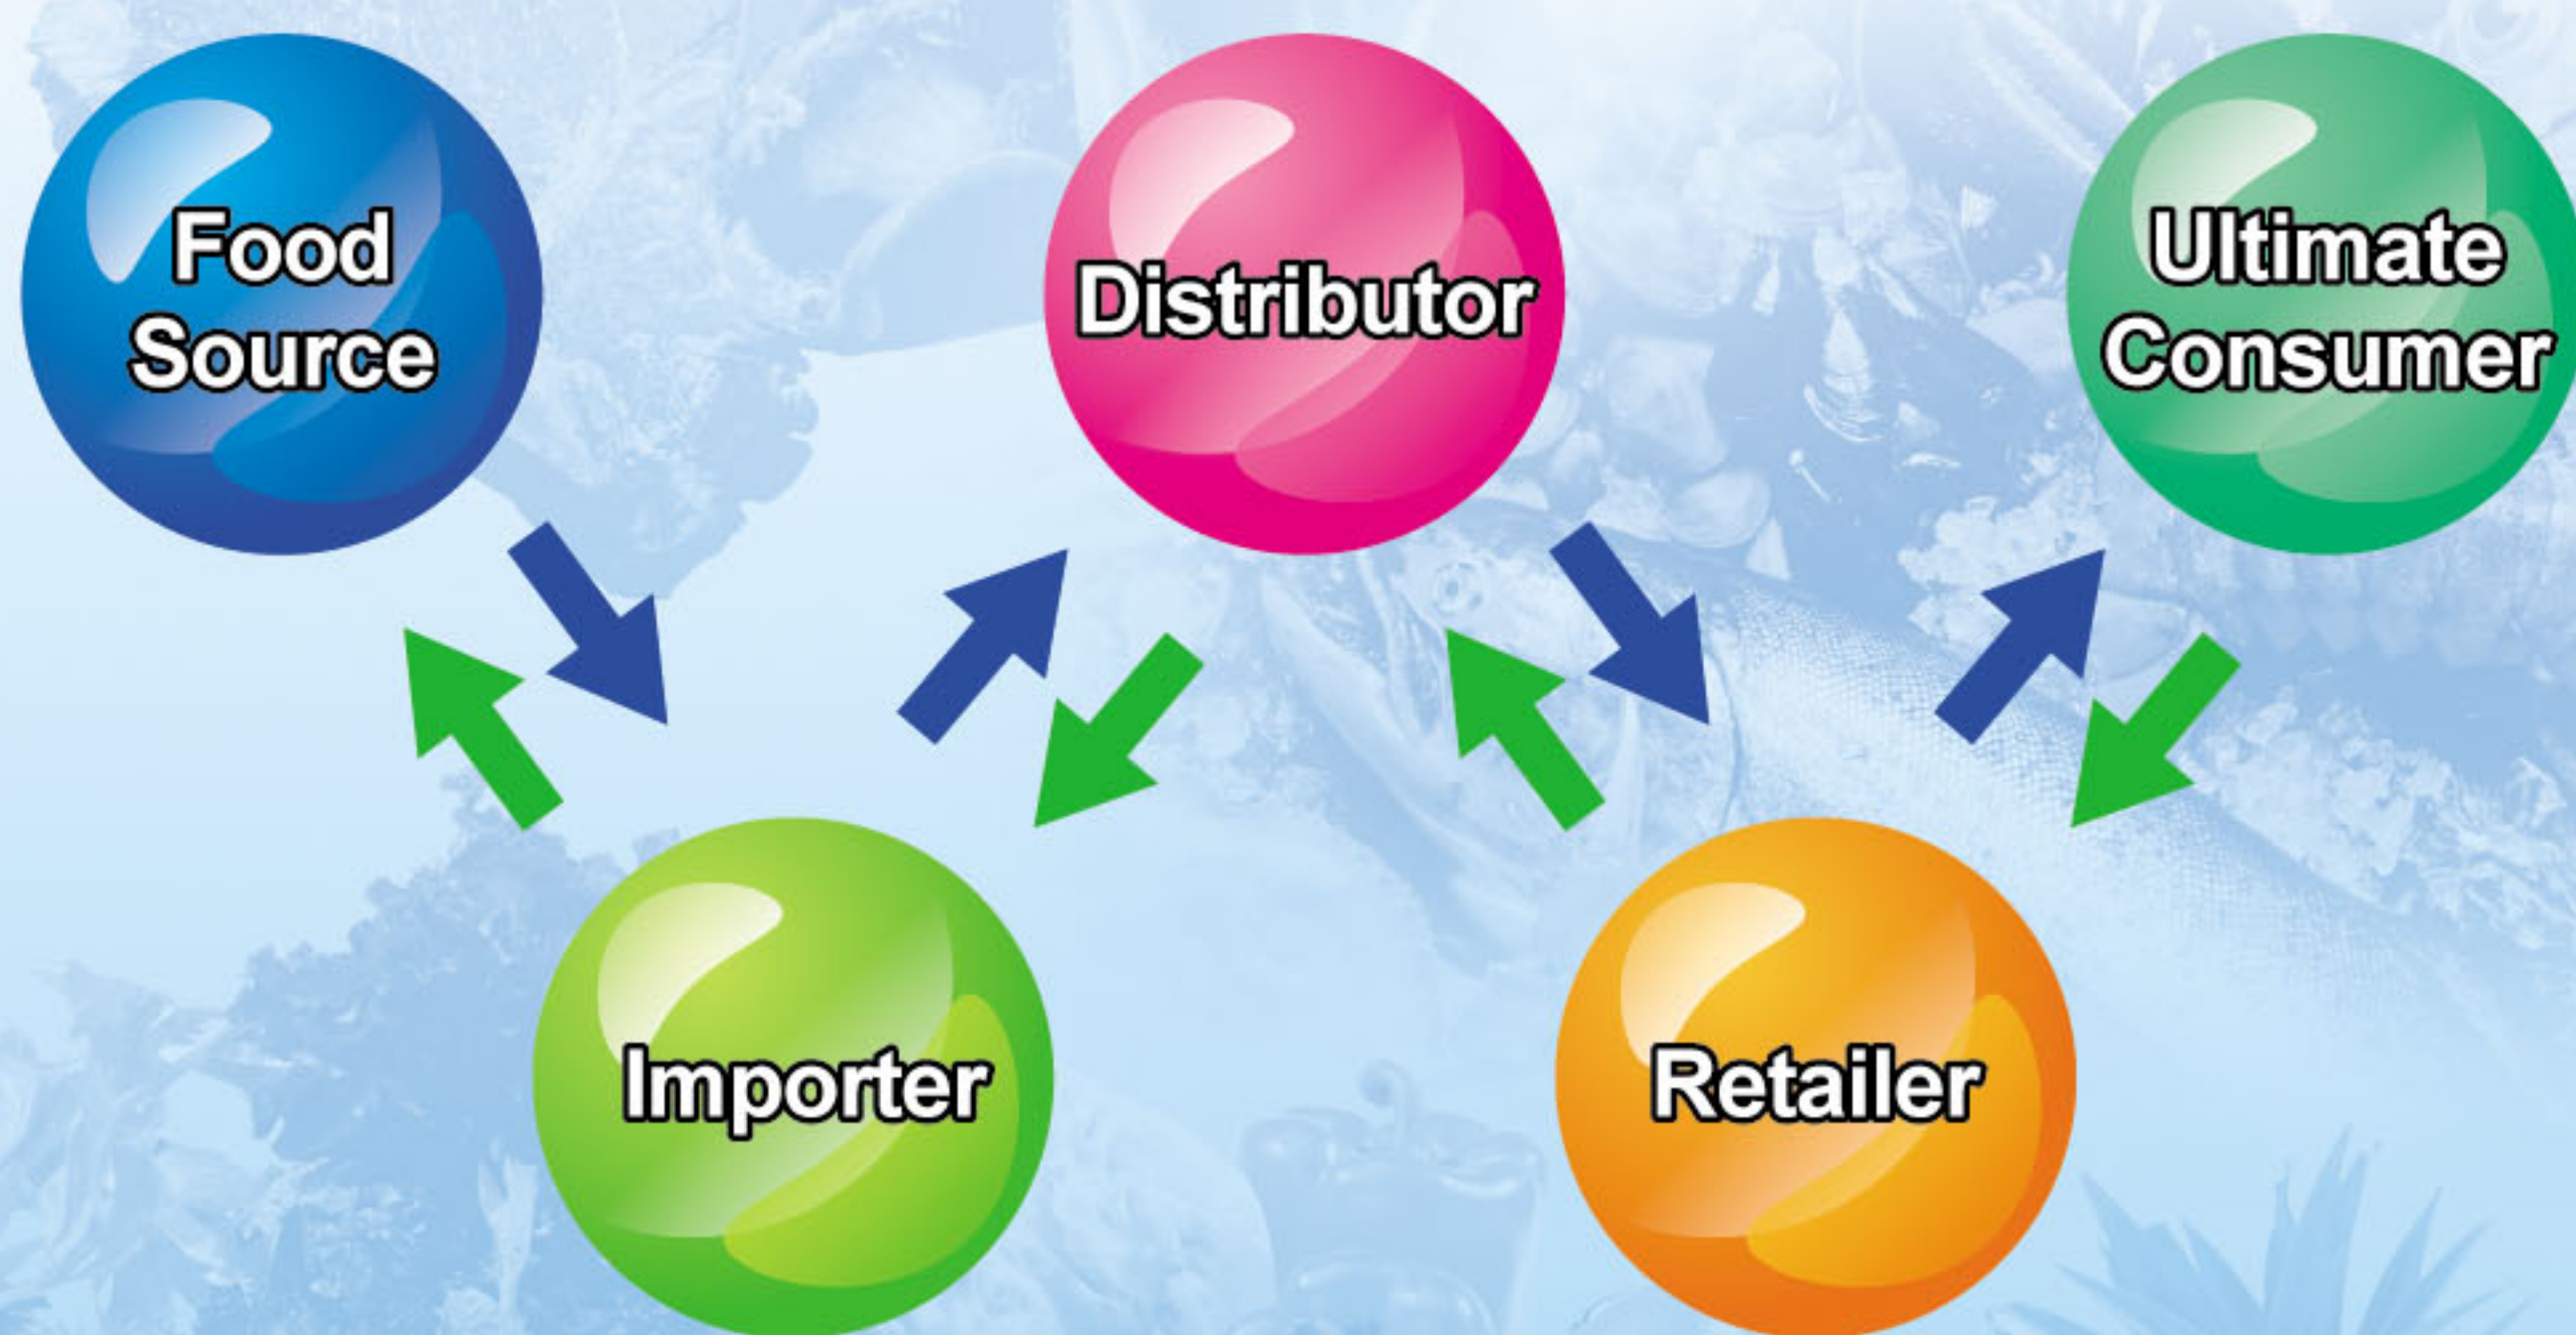 Food
Source
Distributor
Ultimate
Consumer
Importer
Retailer